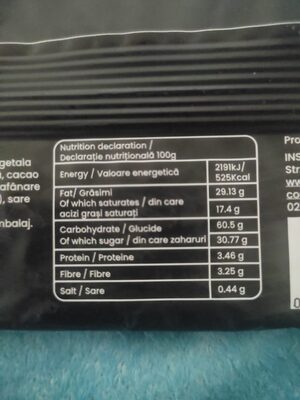 Nutrition declaration /
Declarație nutrițională 100g
Energy / Valoare energetică 2191kJ/
525Kcal
Fat/ Grăsimi 29.13 g
Of which saturates / din care
acizi grași saturați 17.4 g
Carbohydrate / Glucide 60.5 g
Of which sugar / din care zaharuri 30.77 g
Protein / Proteine 3.46 g
Fibre / Fibre 3.25 g
Salt / Sare 0.44 g
egetala
, cacao
afânare
), sare
mbalaj.
Pro
INS
Str
ww
co
02